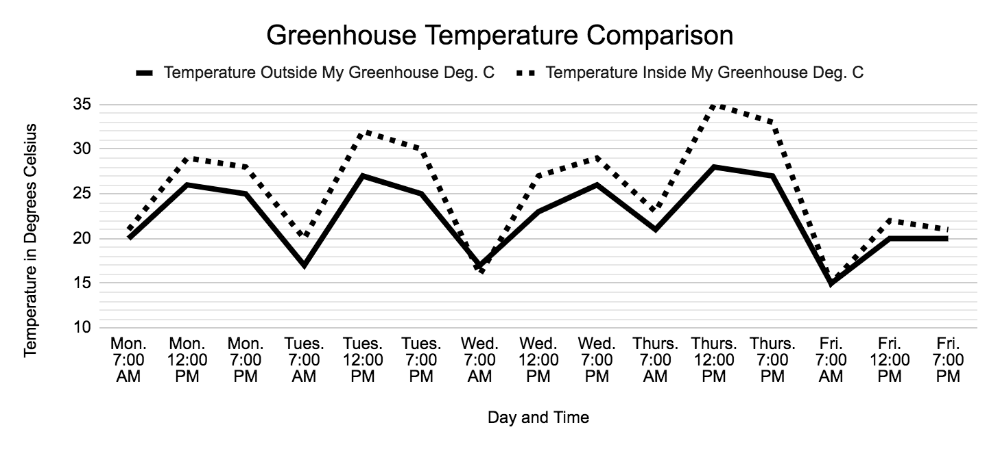 Greenhouse Temperature Comparison
Temperature Outside My Greenhouse Deg. C Temperature Inside My Greenhouse Deg. C
Temperature in Degrees Celsius
35
30
25
20
15
10
Mon. Mon. Mon. Tues. Tues. Tues. Wed. Wed. Wed. Thurs. Thurs. Thurs. Fri. Fri. Fri.
7:00 12:00 7:00 7:00 12:00 7:00 7:00 12:00 7:00 7:00 12:00 7:00 7:00 12:00 7:00
AM PM PM AM PM PM AM PM PM AM PM PM AM PM PM
Day and Time